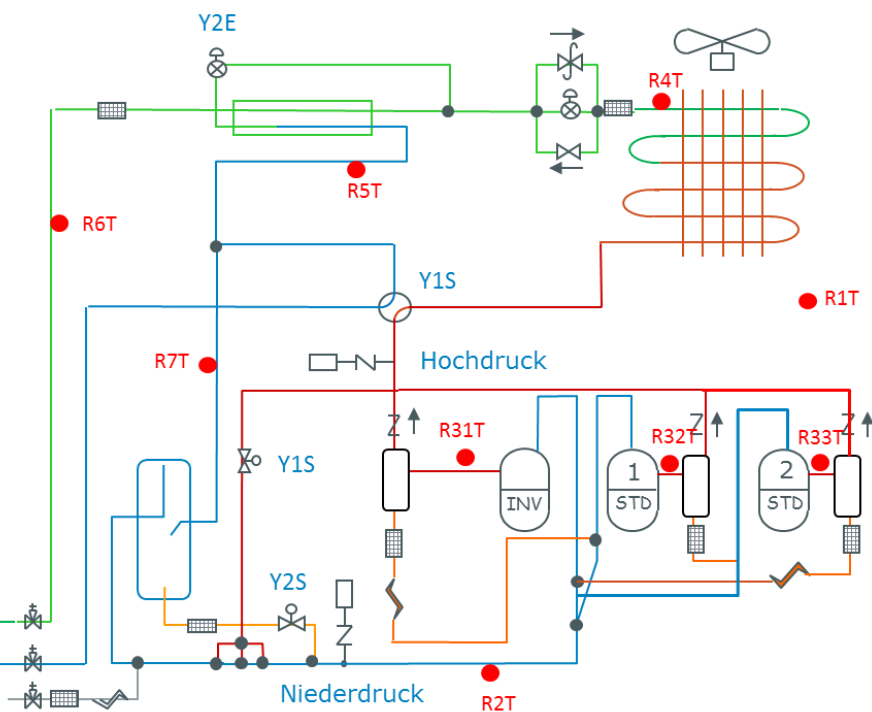 Y2E
R4T
R5T
R6T
Y1S
R1T
R7T
Hochdruck
R31T
R32T
R33T
Y1S
1
2
INV
STD
STD
Y2S
Niederdruck
R2T